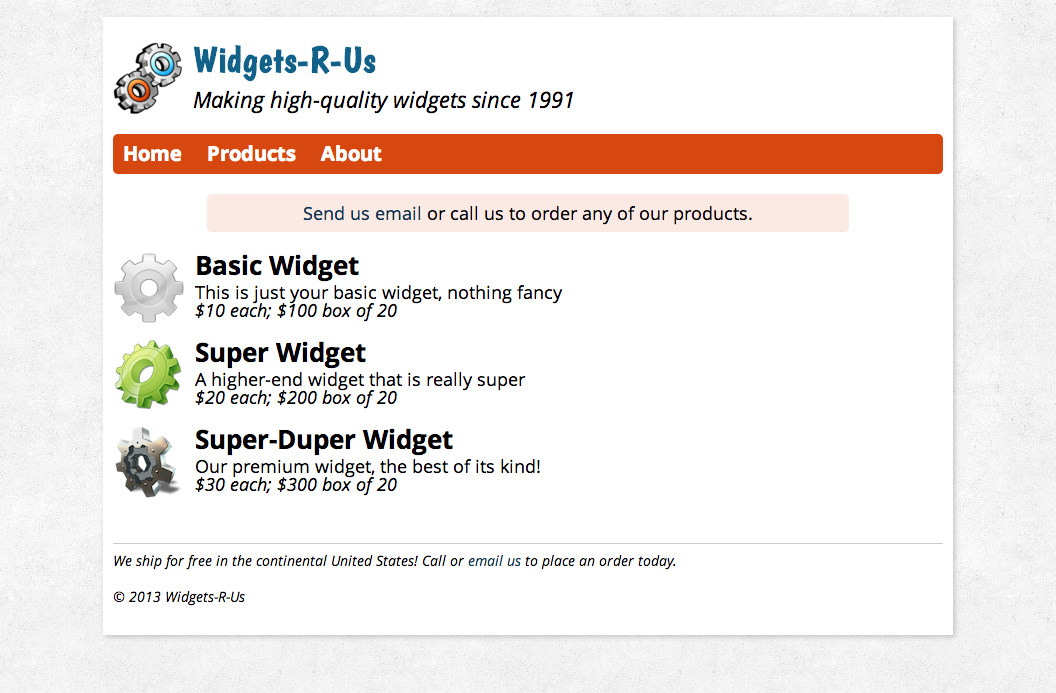 Widgets-R-Us
Making high-quality widgets since 1991
Home Products About
Send us email or call us to order any of our products.
Basic Widget
This is just your basic widget, nothing fancy
$10 each; $100 box of 20
Super Widget
A higher-end widget that is really super
$20 each; $200 box of 20
Super-Duper Widget
Our premium widget, the best of its kind!
$30 each; $300 box of 20
We ship for free in the continental United States! Call or email us to place an order today.
© 2013 Widgets-R-Us